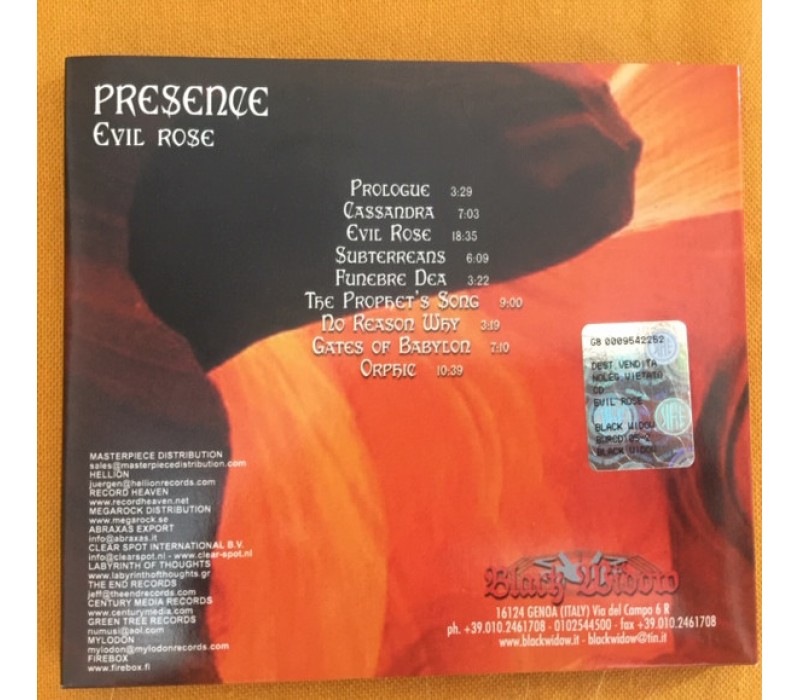 PRESENCE
EVIL ROSE
PROLOGUE 3:29
CASSANDRA 7:03
EVIL ROSE 18:35
SUBTERREANS 6:09
FUNEBRE DEA 3:22
THE PROPHET'S SONG 9:00
NO REASON WHY 3:19
GATES OF BABYLON 7:10
ORPHIC 10:39
GB 0009542252
DEST.VENDITA
NOLEG.VIETATO
CD
EVIL ROSE
BLACK WIDOW
BLACK WIDOW
MASTERPIECE DISTRIBUTION
sales@masterpiecedistribution.com
HELLION
juergen@hellionrecords.com
RECORD HEAVEN
www.recordheaven.net
MEGAROCK DISTRIBUTION
www.megarock.se
ABRAXAS EXPORT
info@abraxas.it
CLEAR SPOT INTERNATIONAL B.V.
info@clearspot.nl - www.clear-spot.nl
LABYRINTH OF THOUGHTS
www.labyrinthofthoughts.gr
THE END RECORDS
jeff@theendrecords.com
CENTURY MEDIA RECORDS
www.centurymedia.com
GREEN TREE RECORDS
numusi@aol.com
MYLODON
mylodon@mylodonrecords.com
FIREBOX
www.firebox.fi
Black Widow
16124 GENOA (ITALY) Via del Campo 6 R
ph. +39.010.2461708 - 0102544500 - fax +39.010.2461708
www.blackwidow.it - blackwidow@tin.it